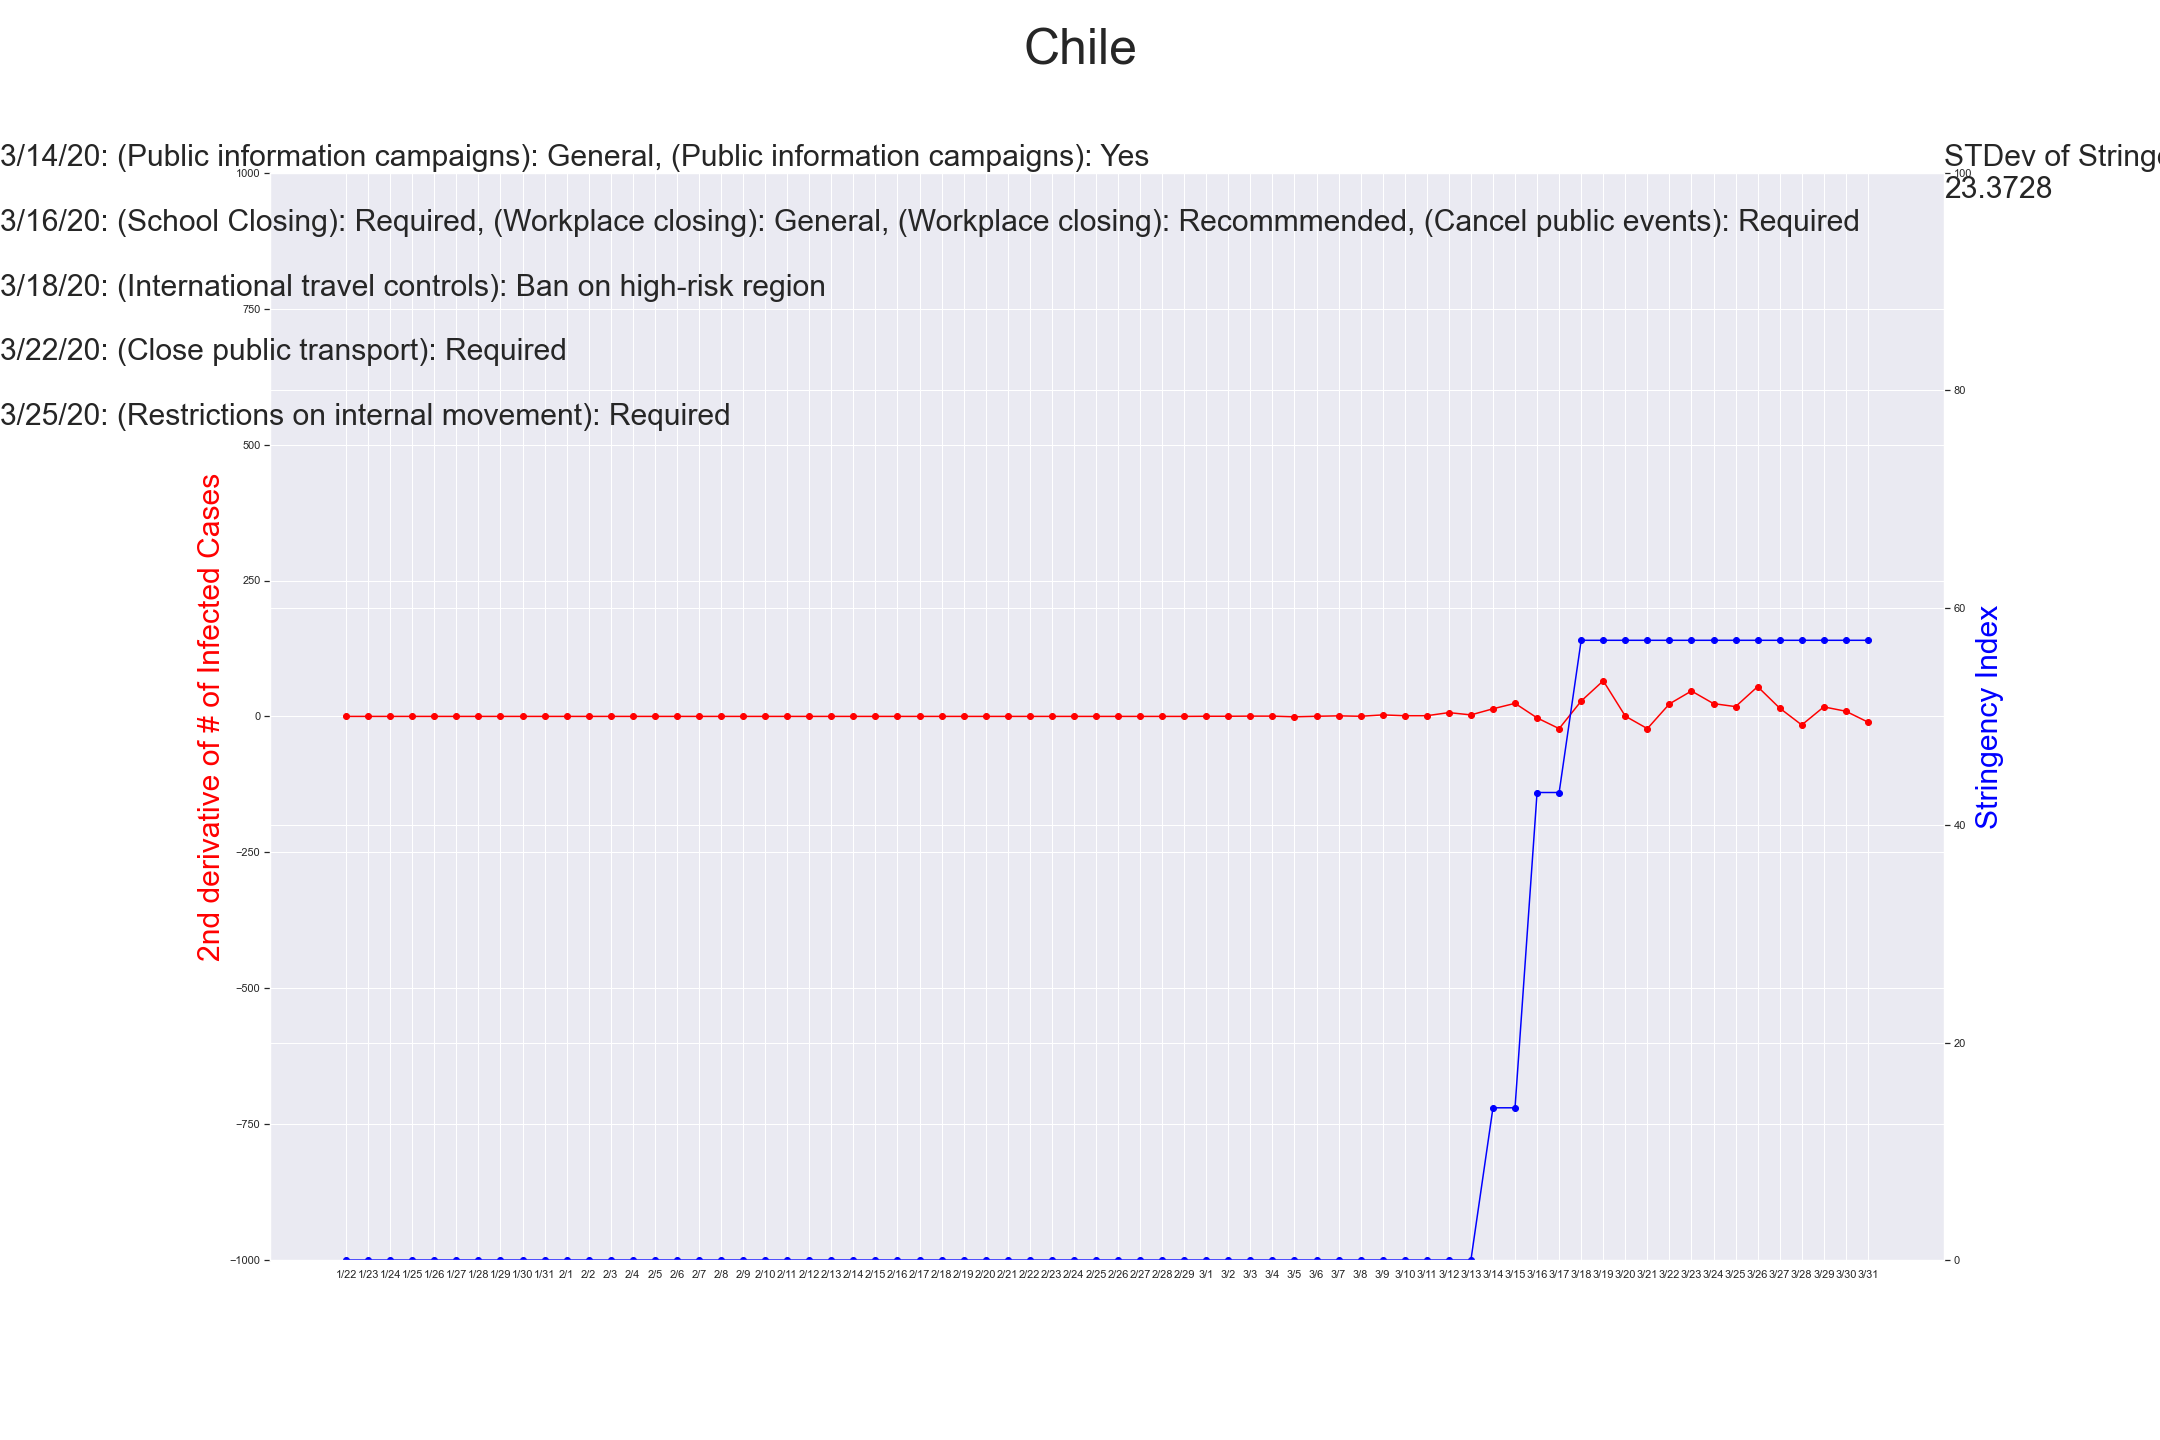 Chile
3/14/20: (Public information campaigns): General, (Public information campaigns): Yes
STDev of Stringe
23.3728
3/16/20: (School Closing): Required, (Workplace closing): General, (Workplace closing): Recommmended, (Cancel public events): Required
3/18/20: (International travel controls): Ban on high-risk region
3/22/20: (Close public transport): Required
3/25/20: (Restrictions on internal movement): Required
2nd derivative of # of Infected Cases
1000
750
500
250
0
−250
−500
−750
−1000
100
80
60
40
20
0
Stringency Index
1/22 1/23 1/24 1/25 1/26 1/27 1/28 1/29 1/30 1/31 2/1 2/2 2/3 2/4 2/5 2/6 2/7 2/8 2/9 2/10 2/11 2/12 2/13 2/14 2/15 2/16 2/17 2/18 2/19 2/20 2/21 2/22 2/23 2/24 2/25 2/26 2/27 2/28 2/29 3/1 3/2 3/3 3/4 3/5 3/6 3/7 3/8 3/9 3/10 3/11 3/12 3/13 3/14 3/15 3/16 3/17 3/18 3/19 3/20 3/21 3/22 3/23 3/24 3/25 3/26 3/27 3/28 3/29 3/30 3/31